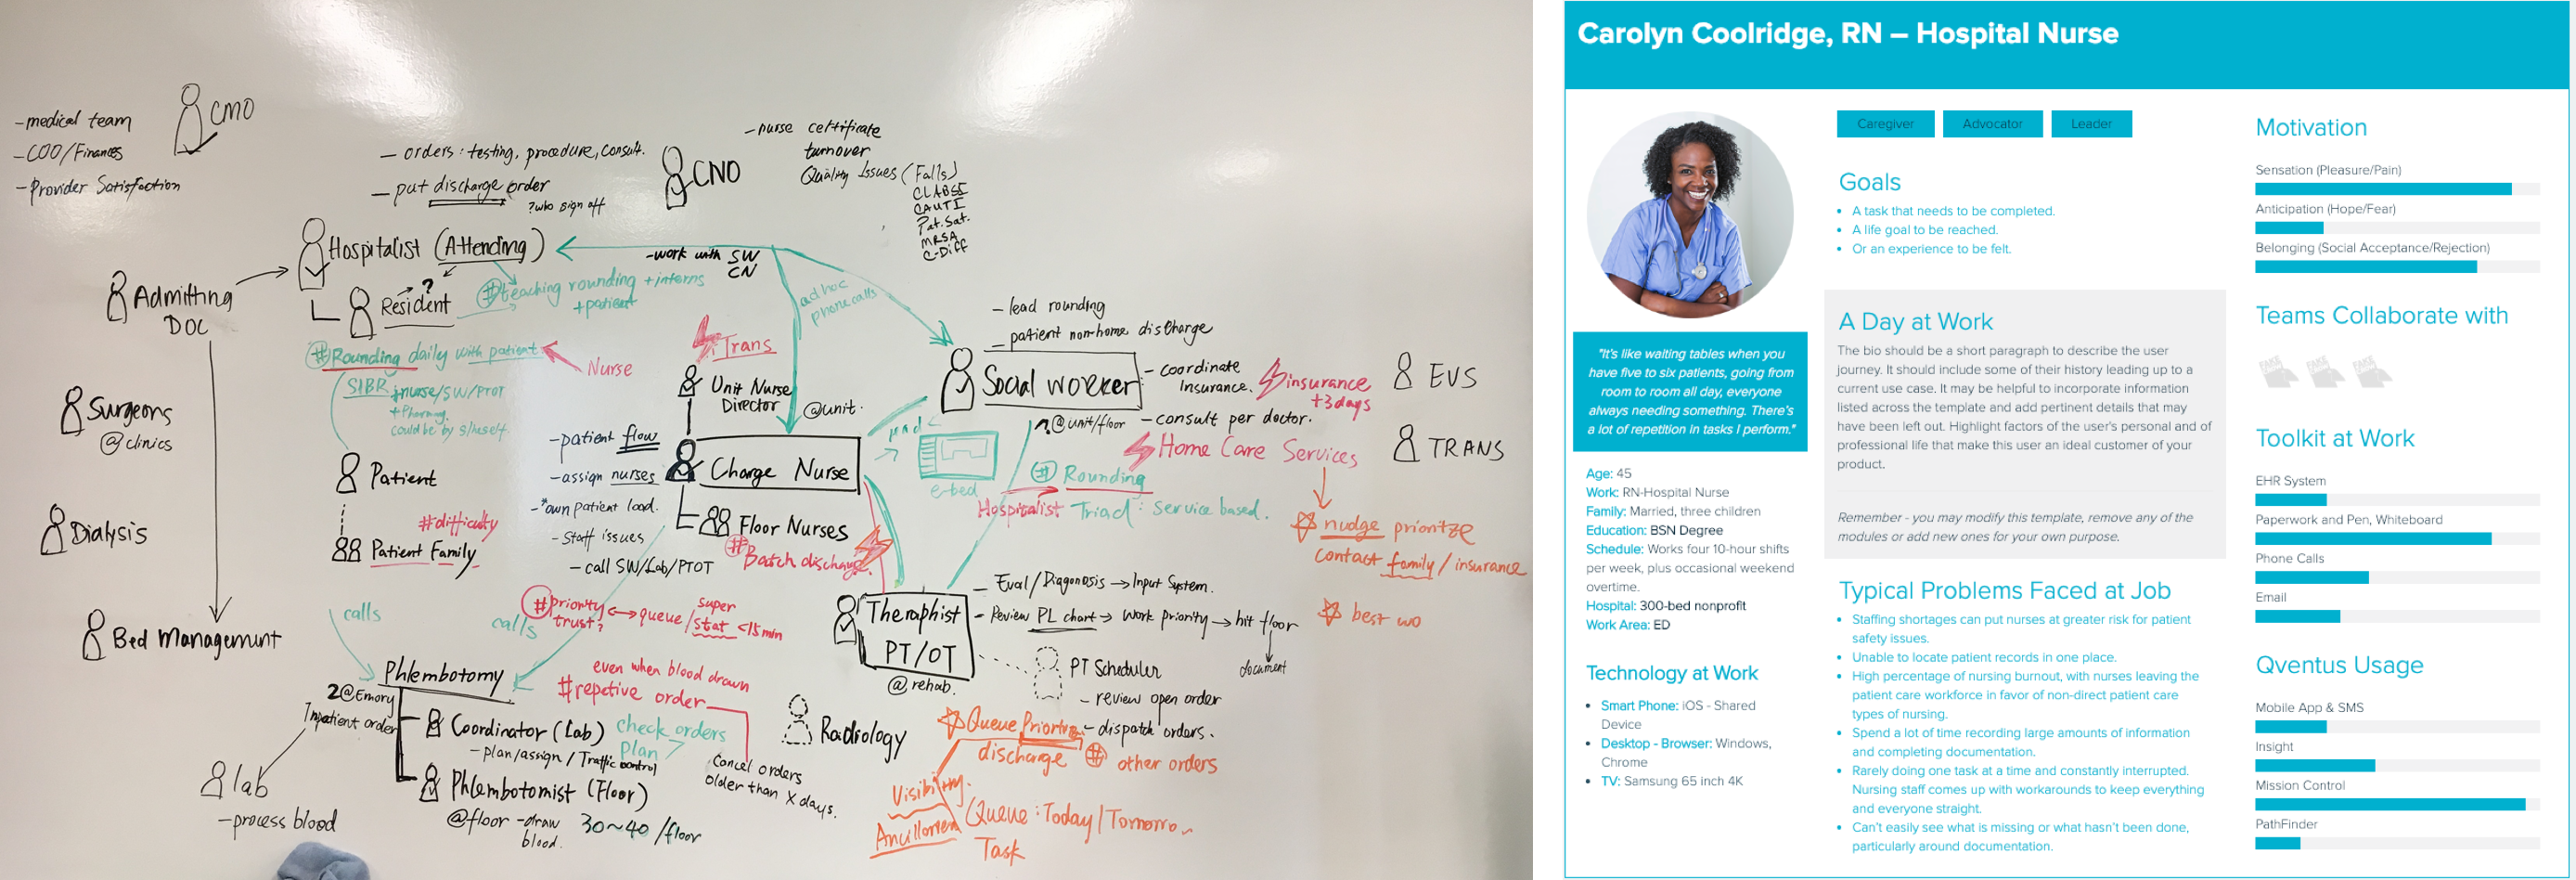 CMO
-medical team
-COO/Finances
-Provider Satisfaction
- orders: testing, procedure, consult.
- put discharge order
?who sign off
CNO
-nurse certificate
turnover
Quality Issues (Falls)
CLABSI
CAUTI
Pat. Sat.
MRSA
C-Diff
Hospitalist (Attending)
-work with SW
CN
Admitting
DOC
?
Resident
#teaching rounding +interns
+patient
ad hoc
phone calls
#Rounding daily with patient
Nurse
SIBR +nurse/SW/PTOT
+Pharmacy
could be by s/heself.
Trans
Unit Nurse
Director
@unit.
- lead rounding
- patient non-home discharge
Social Worker
- coordinate
Insurance.
insurance
+3days
@unit/floor
- consult per doctor.
Home Care Services
EVS
TRANS
Surgeons
@clinics
Dialysis
Bed Management
Patient
#difficulty
Patient Family
-patient flow
-assign nurses
-*own patient load.
- Staff issues
- call SW/Lab/PTOT
Charge Nurse
Floor Nurses
#Batch discharge
e-bed
# Rounding
Hospitalist Triad: Service based.
nudge prioritze
contact family/insurance
best wo
calls
calls
#priority
trust?
queue/
super
stat <15min
Theraphist
PT/OT
@rehab.
- Eval/Diagonosis → Input System.
- Review PL chart → Work Priority → hit floor
document
PT Scheduler
- review open order
- dispatch orders.
Phlembotomy
2@Emory
Inpatient order
even when blood drawn
#repetive order
Coordinator (Lab)
-plan/assign/Traffic control
check orders
plan
Cancel orders
older than X days.
Phlembotomist (Floor)
@floor -draw
blood.
30~40 /floor
lab
-process blood
Radiology
Queue
discharge # other orders
Visibility.
Queue: Today/
Task
Carolyn Coolridge, RN – Hospital Nurse
"It's like waiting tables when you
have five to six patients, going from
room to room all day, everyone
always needing something. There's
a lot of repetition in tasks I perform."
Age: 45
Work: RN-Hospital Nurse
Family: Married, three children
Education: BSN Degree
Schedule: Works four 10-hour shifts
per week, plus occasional weekend
overtime.
Hospital: 300-bed nonprofit
Work Area: ED
Technology at Work
Smart Phone: iOS - Shared
Device
Desktop - Browser: Windows,
Chrome
TV: Samsung 65 inch 4K
Caregiver
Advocator
Leader
Goals
A task that needs to be completed.
A life goal to be reached.
Or an experience to be felt.
A Day at Work
The bio should be a short paragraph to describe the user
journey. It should include some of their history leading up to a
current use case. It may be helpful to incorporate information
listed across the template and add pertinent details that may
have been left out. Highlight factors of the user's personal and of
professional life that make this user an ideal customer of your
product.
Remember - you may modify this template, remove any of the
modules or add new ones for your own purpose.
Typical Problems Faced at Job
Staffing shortages can put nurses at greater risk for patient
safety issues.
Unable to locate patient records in one place.
High percentage of nursing burnout, with nurses leaving the
patient care workforce in favor of non-direct patient care
types of nursing.
Spend a lot of time recording large amounts of information
and completing documentation.
Rarely doing one task at a time and constantly interrupted.
Nursing staff comes up with workarounds to keep everything
and everyone straight.
Can't easily see what is missing or what hasn't been done,
particularly around documentation.
Motivation
Sensation (Pleasure/Pain)
Anticipation (Hope/Fear)
Belonging (Social Acceptance/Rejection)
Teams Collaborate with
Toolkit at Work
EHR System
Paperwork and Pen, Whiteboard
Phone Calls
Email
Qventus Usage
Mobile App & SMS
Insight
Mission Control
PathFinder